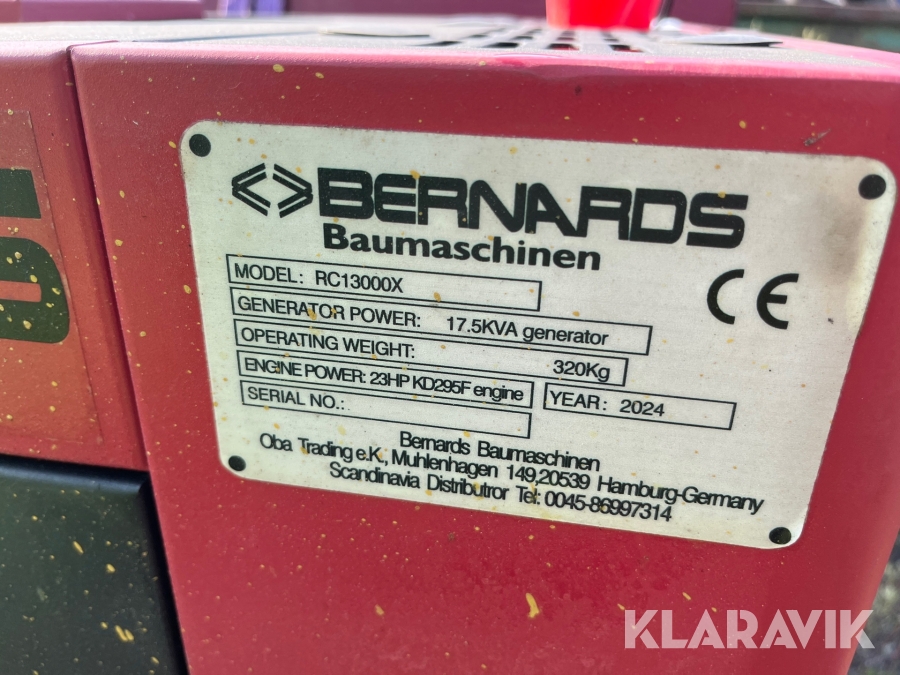 BERNARDS
Baumaschinen
MODEL: RC13000X
GENERATOR POWER: 17.5KVA generator
OPERATING WEIGHT: 320Kg
ENGINE POWER: 23HP KD295F engine
YEAR: 2024
SERIAL NO.:
CE
Bernards Baumaschinen
Oba Trading e.K., Muhlenhagen 149,20539 Hamburg-Germany
Scandinavia Distributror Tel: 0045-86997314
KLARAVIK